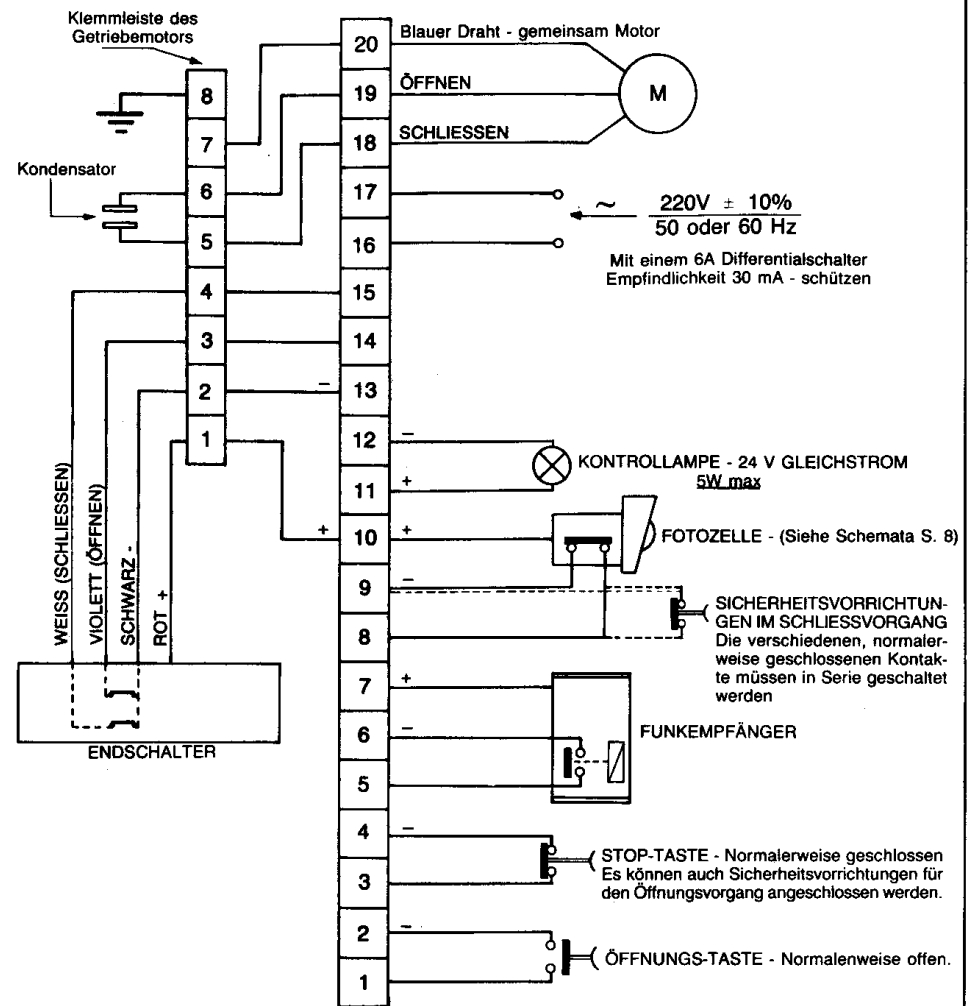 Klemmleiste des
Getriebemotors
8
7
6
5
4
3
2
1
Kondensator
WEISS (SCHLIESSEN)
VIOLETT (ÖFFNEN)
SCHWARZ -
ROT +
ENDSCHALTER
20
19
18
17
16
15
14
13
12
11
10
9
8
7
6
5
4
3
2
1
Blauer Draht - gemeinsam Motor
ÖFFNEN
SCHLIESSEN
M
~ 220V ± 10%
50 oder 60 Hz
Mit einem 6A Differentialschalter
Empfindlichkeit 30 mA - schützen
−
−
+
+
+
−
+
−
−
−
KONTROLLAMPE - 24 V GLEICHSTROM
5W max
FOTOZELLE - (Siehe Schemata S. 8)
SICHERHEITSVORRICHTUN-
GEN IM SCHLIESSVORGANG
Die verschiedenen, normaler-
weise geschlossenen Kontak-
te müssen in Serie geschaltet
werden
FUNKEMPFÄNGER
STOP-TASTE - Normalerweise geschlossen
Es können auch Sicherheitsvorrichtungen für
den Öffnungsvorgang angeschlossen werden.
ÖFFNUNGS-TASTE - Normalenweise offen.